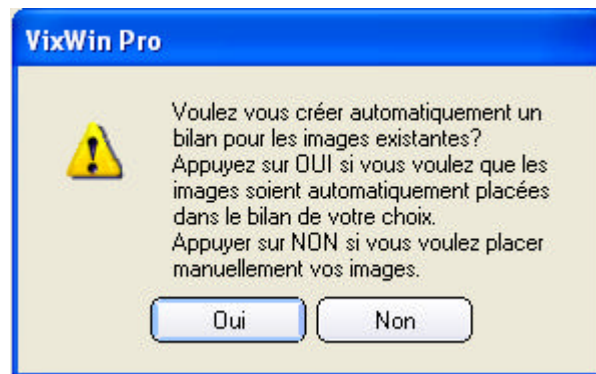 VixWin Pro
Voulez vous créer automatiquement un
bilan pour les images existantes?
Appuyez sur OUI si vous voulez que les
images soient automatiquement placées
dans le bilan de votre choix.
Appuyer sur NON si vous voulez placer
manuellement vos images.
Oui Non